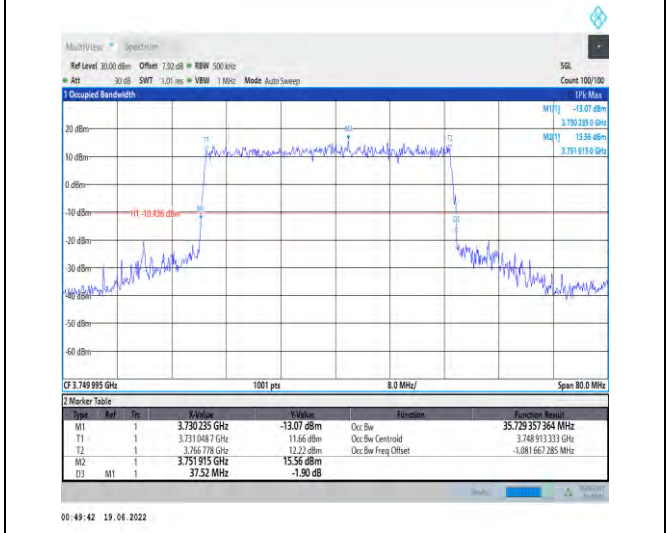 MultiView Spectrum
Ref Level 30.00 dBm Offset 7.92 dB RBW 500 kHz SGL
Att 30 dB SWT 1.01 ms VBW 1 MHz Mode Auto Sweep Count 100/100
1 Occupied Bandwidth 1Pk Max
M1[1] -13.07 dBm
3.730 235 0 GHz
M2[1] 15.56 dBm
3.751 915 0 GHz
20 dBm
T1
M2
T2
10 dBm
0 dBm
-10 dBm
H1 -10.436 dBm
M1
D3
-20 dBm
-30 dBm
-40 dBm
-50 dBm
-60 dBm
CF 3.749 995 GHz 1001 pts 8.0 MHz/ Span 80.0 MHz
2 Marker Table
Type Ref Trc X-Value Y-Value Function Function Result
M1 1 3.730 235 GHz -13.07 dBm Occ Bw 35.729 357 364 MHz
T1 1 3.731 048 7 GHz 11.66 dBm Occ Bw Centroid 3.748 913 333 GHz
T2 1 3.766 778 GHz 12.22 dBm Occ Bw Freq Offset -1.081 667 285 MHz
M2 1 3.751 915 GHz 15.56 dBm
D3 M1 1 37.52 MHz -1.90 dB
00:49:42 19.06.2022